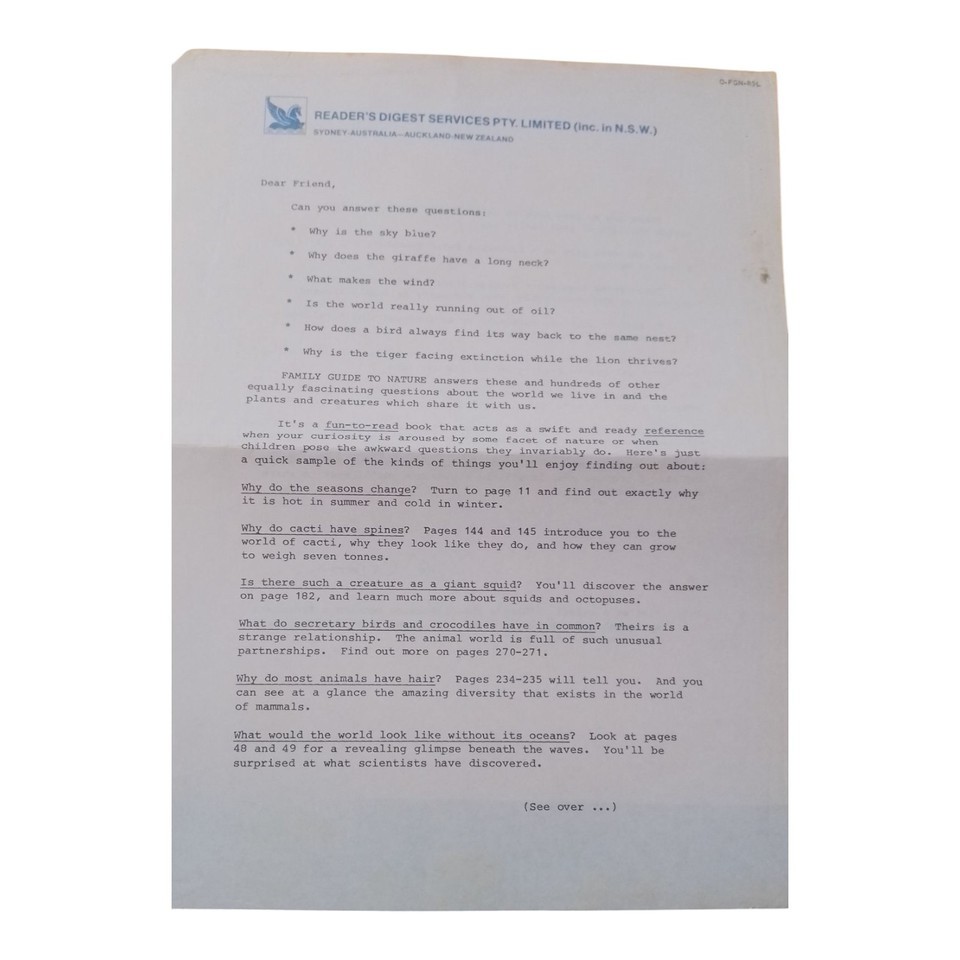 READER'S DIGEST SERVICES PTY. LIMITED (inc. in N.S.W.)
SYDNEY-AUSTRALIA—AUCKLAND-NEW ZEALAND
Dear Friend,
Can you answer these questions:
* Why is the sky blue?
* Why does the giraffe have a long neck?
* What makes the wind?
* Is the world really running out of oil?
* How does a bird always find its way back to the same nest?
* Why is the tiger facing extinction while the lion thrives?
FAMILY GUIDE TO NATURE answers these and hundreds of other
equally fascinating questions about the world we live in and the
plants and creatures which share it with us.
It's a fun-to-read book that acts as a swift and ready reference
when your curiosity is aroused by some facet of nature or when
children pose the awkward questions they invariably do. Here's just
a quick sample of the kinds of things you'll enjoy finding out about:
Why do the seasons change? Turn to page 11 and find out exactly why
it is hot in summer and cold in winter.
Why do cacti have spines? Pages 144 and 145 introduce you to the
world of cacti, why they look like they do, and how they can grow
to weigh seven tonnes.
Is there such a creature as a giant squid? You'll discover the answer
on page 182, and learn much more about squids and octopuses.
What do secretary birds and crocodiles have in common? Theirs is a
strange relationship. The animal world is full of such unusual
partnerships. Find out more on pages 270-271.
Why do most animals have hair? Pages 234-235 will tell you. And you
can see at a glance the amazing diversity that exists in the world
of mammals.
What would the world look like without its oceans? Look at pages
48 and 49 for a revealing glimpse beneath the waves. You'll be
surprised at what scientists have discovered.
(See over ...)